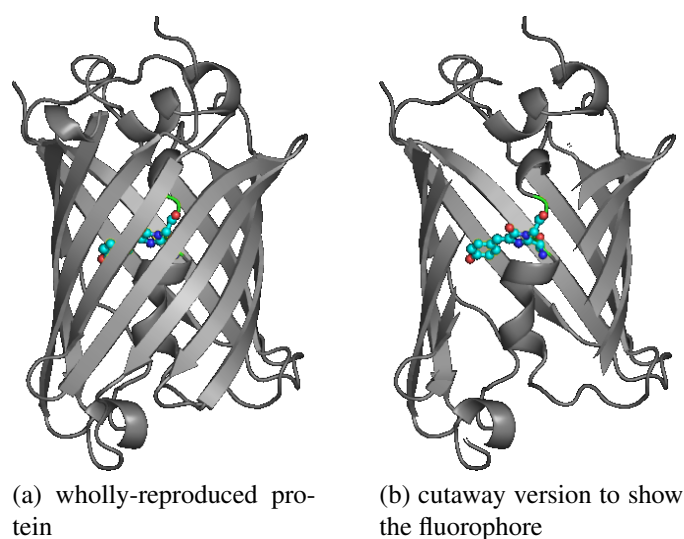 (a) wholly-reproduced pro-
tein
(b) cutaway version to show
the fluorophore